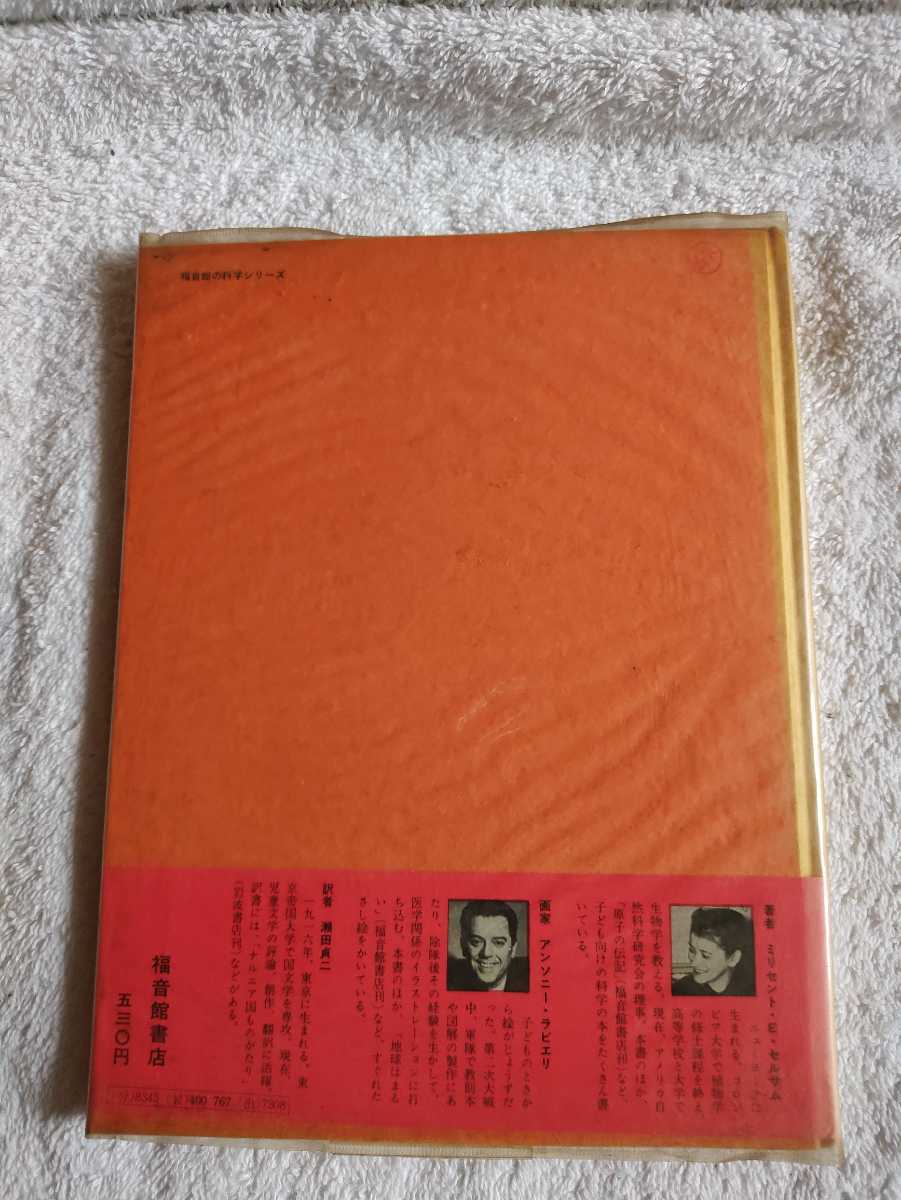 福音館の科学シリーズ
著者 ミリセント・E・セルサム
ニューヨークに
生まれる。コロン
ビア大学で植物学
の修士課程を終え、
高等学校と大学で
生物学を教える。現在、アメリカ自
然科学研究会の理事。本書のほか、
「原子の伝記」(福音館書店刊)など、
子ども向けの科学の本をたくさん書
いている。
画家 アンソニー・ラビエリ
子どものときか
ら絵がじょうずだ
った。第二次大戦
中、軍隊で教則本
や図解の製作にあ
たり、除隊後その経験を生かして、
医学関係のイラストレーションに打
ち込む。本書のほか、「地球はまる
い」(福音館書店刊)など、すぐれた
さし絵をかいている。
訳者 瀬田貞二
一九一六年、東京に生まれる。東
京帝国大学で国文学を専攻。現在、
児童文学の評論、創作、翻訳に活躍。
訳書には、「ナルニア国ものがたり」
(岩波書店刊)などがある。
福音館書店
五三〇円